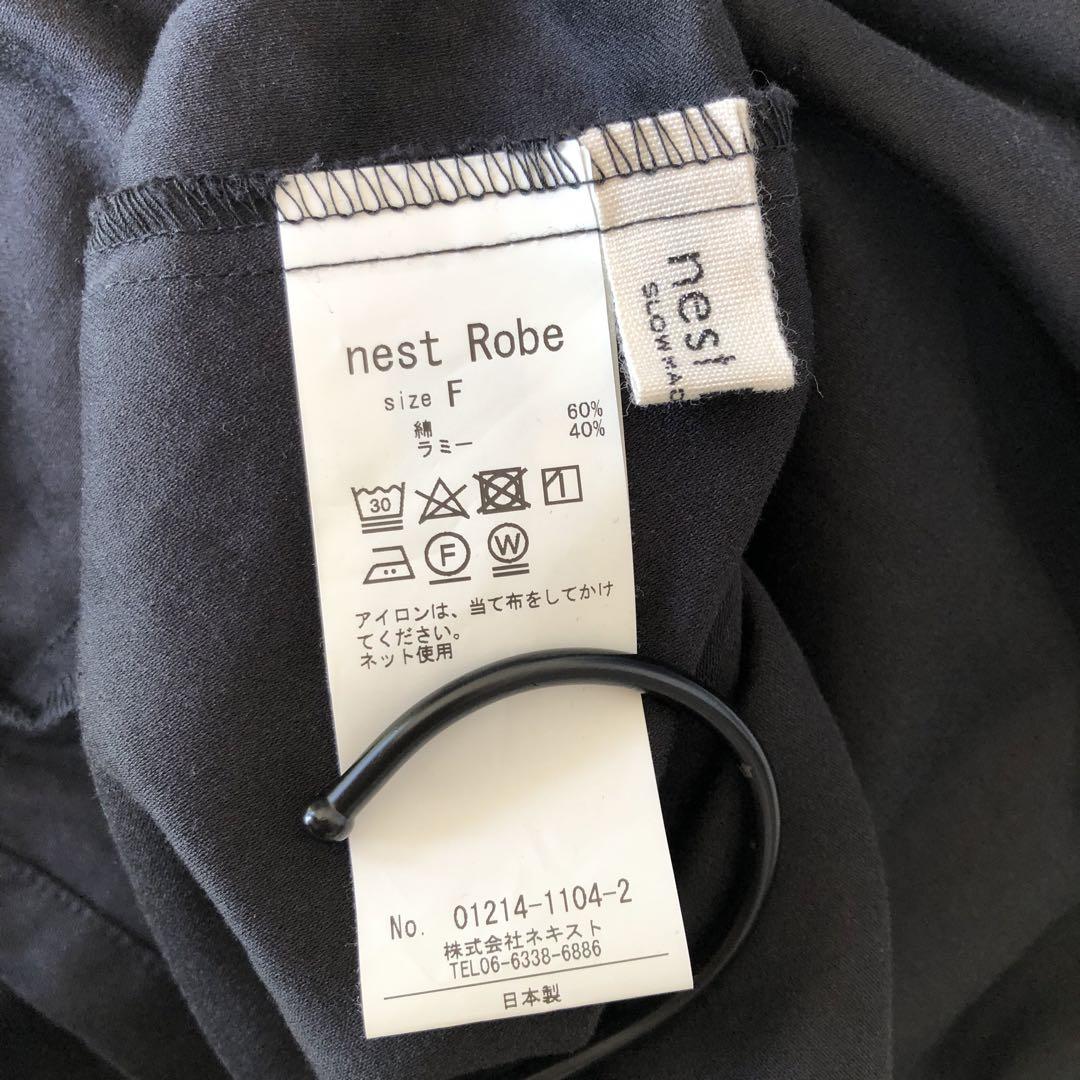 nest Robe
size F
綿 60%
ラミー 40%
30
F W
アイロンは、当て布をしてかけ
てください。
ネット使用
No. 01214-1104-2
株式会社ネキスト
TEL06-6338-6886
日本製
nest
SLOWMAD